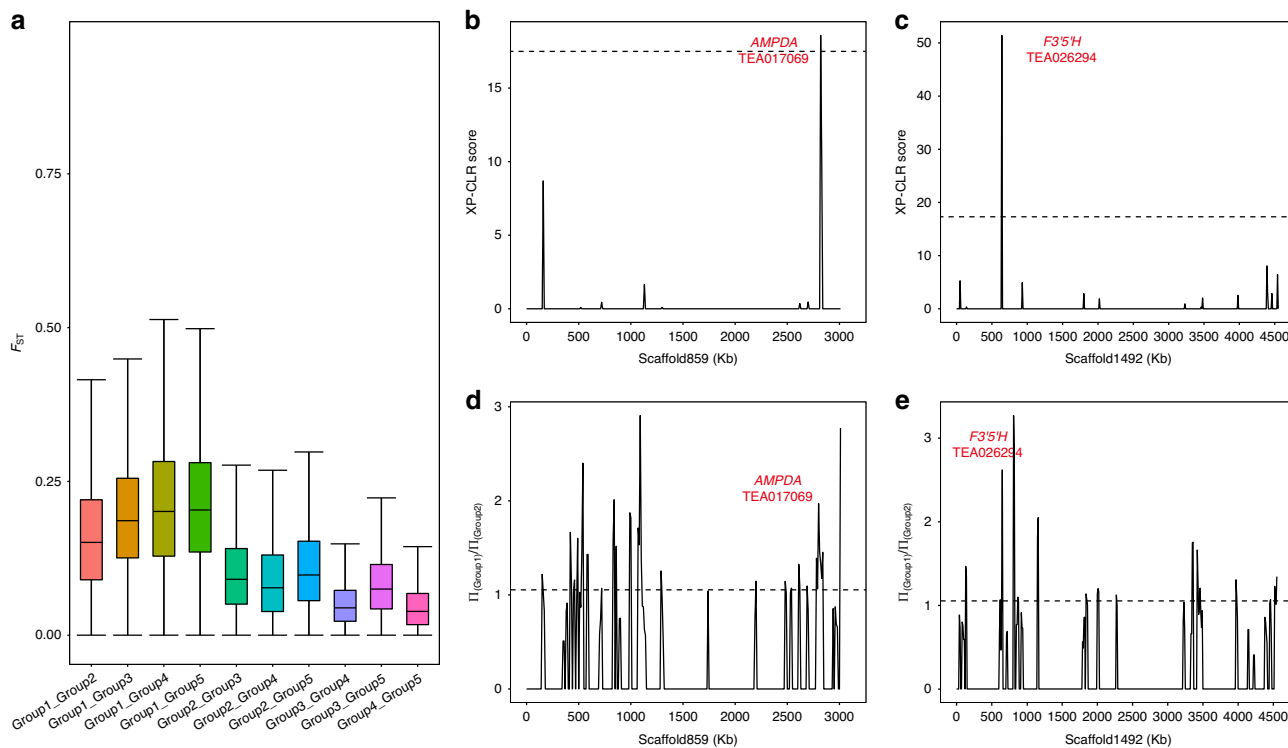 a
0.75
0.50
0.25
0.00
F_ST
Group1_Group2
Group1_Group3
Group1_Group4
Group1_Group5
Group2_Group3
Group2_Group4
Group2_Group5
Group3_Group4
Group3_Group5
Group4_Group5
b
AMPDA
TEA017069
15
10
5
0
XP-CLR score
0 500 1000 1500 2000 2500 3000
Scaffold859 (Kb)
c
F3'5'H
TEA026294
50
40
30
20
10
0
XP-CLR score
0 500 1000 1500 2000 2500 3000 3500 4000 4500
Scaffold1492 (Kb)
d
AMPDA
TEA017069
3
2
1
0
Π(Group1)/Π(Group2)
0 500 1000 1500 2000 2500 3000
Scaffold859 (Kb)
e
F3'5'H
TEA026294
3
2
1
0
Π(Group1)/Π(Group2)
0 500 1000 1500 2000 2500 3000 3500 4000 4500
Scaffold1492 (Kb)